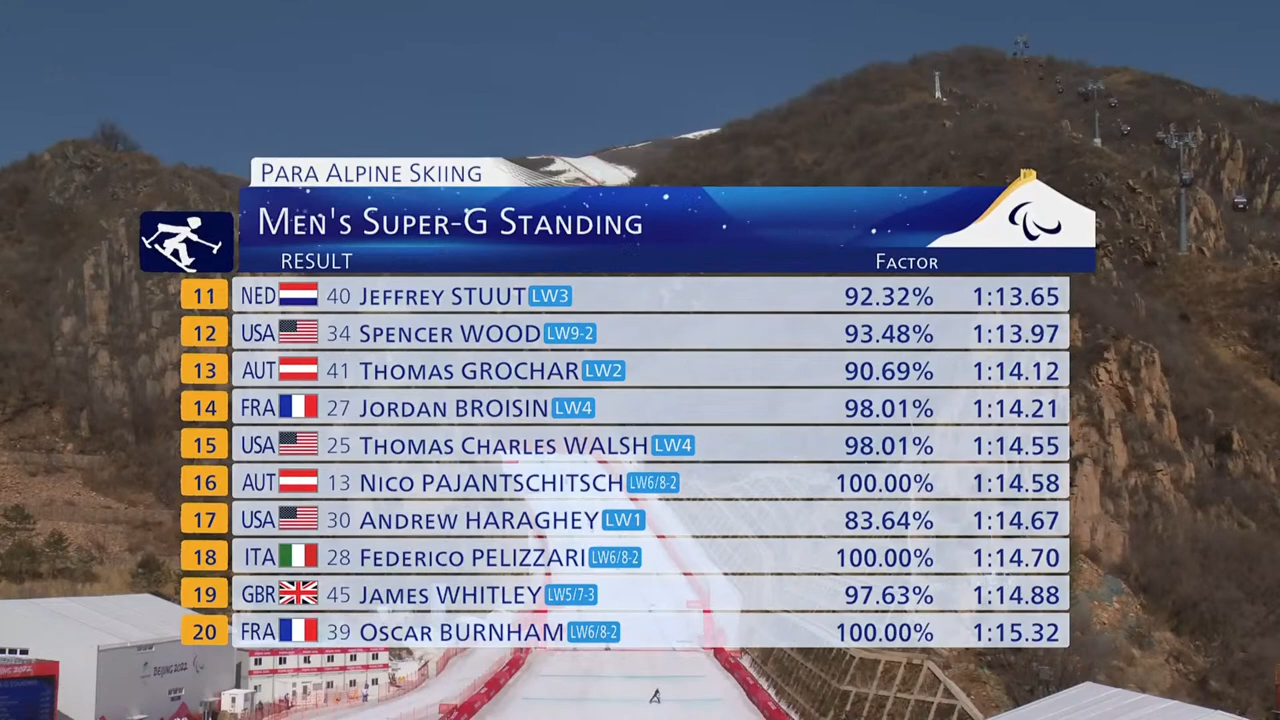 PARA ALPINE SKIING
MEN'S SUPER-G STANDING
RESULT FACTOR
11 NED 40 JEFFREY STUUT LW3 92.32% 1:13.65
12 USA 34 SPENCER WOOD LW9-2 93.48% 1:13.97
13 AUT 41 THOMAS GROCHAR LW2 90.69% 1:14.12
14 FRA 27 JORDAN BROISIN LW4 98.01% 1:14.21
15 USA 25 THOMAS CHARLES WALSH LW4 98.01% 1:14.55
16 AUT 13 NICO PAJANTSCHITSCH LW6/8-2 100.00% 1:14.58
17 USA 30 ANDREW HARAGHEY LW1 83.64% 1:14.67
18 ITA 28 FEDERICO PELIZZARI LW6/8-2 100.00% 1:14.70
19 GBR 45 JAMES WHITLEY LW5/7-3 97.63% 1:14.88
20 FRA 39 OSCAR BURNHAM LW6/8-2 100.00% 1:15.32
BEIJING 2022